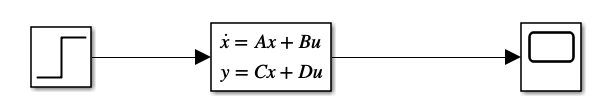 ẋ = Ax + Bu
y = Cx + Du